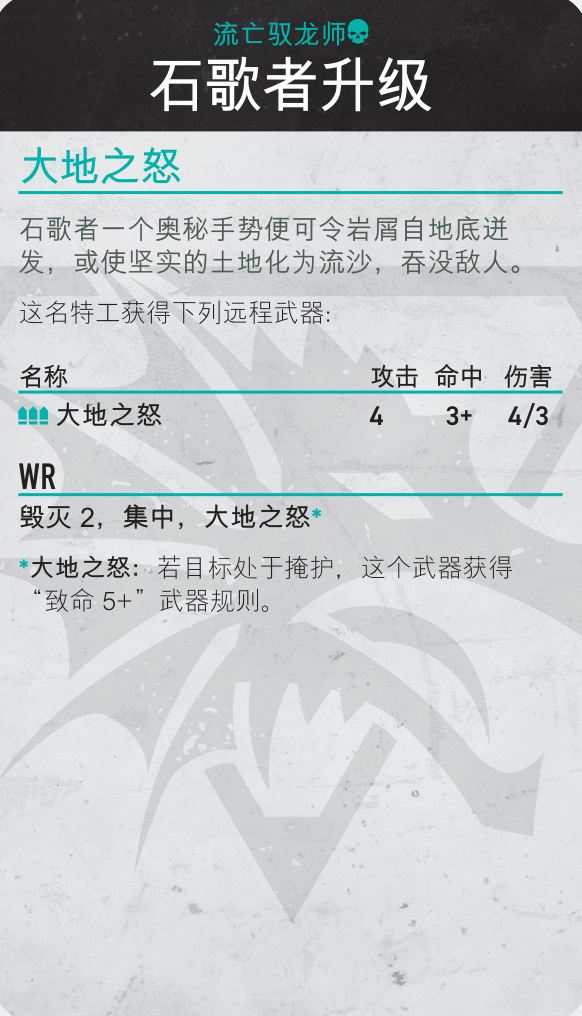 流亡驭龙师
石歌者升级
大地之怒
石歌者一个奥秘手势便可令岩屑自地底迸
发，或使坚实的土地化为流沙，吞没敌人。
这名特工获得下列远程武器:
名称 攻击 命中 伤害
大地之怒 4 3+ 4/3
WR
毁灭 2，集中，大地之怒*
*大地之怒：若目标处于掩护，这个武器获得
“致命 5+”武器规则。